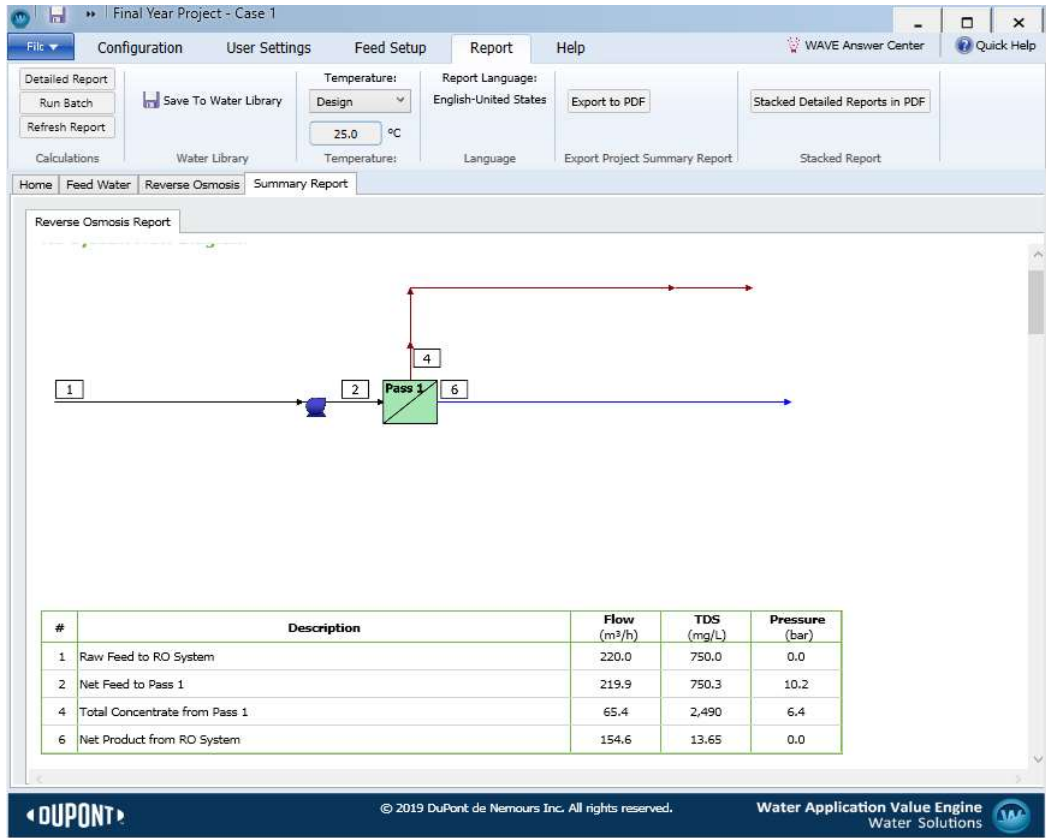 Final Year Project - Case 1
File Configuration User Settings Feed Setup Report Help WAVE Answer Center Quick Help
Detailed Report
Run Batch
Refresh Report
Calculations
Save To Water Library
Water Library
Temperature:
Design
25.0 ºC
Temperature:
Report Language:
English-United States
Language
Export to PDF
Export Project Summary Report
Stacked Detailed Reports in PDF
Stacked Report
Home Feed Water Reverse Osmosis Summary Report
Reverse Osmosis Report
4
1 2 Pass 1 6
# Description Flow (m³/h) TDS (mg/L) Pressure (bar)
1 Raw Feed to RO System 220.0 750.0 0.0
2 Net Feed to Pass 1 219.9 750.3 10.2
4 Total Concentrate from Pass 1 65.4 2,490 6.4
6 Net Product from RO System 154.6 13.65 0.0
DUPONT © 2019 DuPont de Nemours Inc. All rights reserved. Water Application Value Engine
Water Solutions